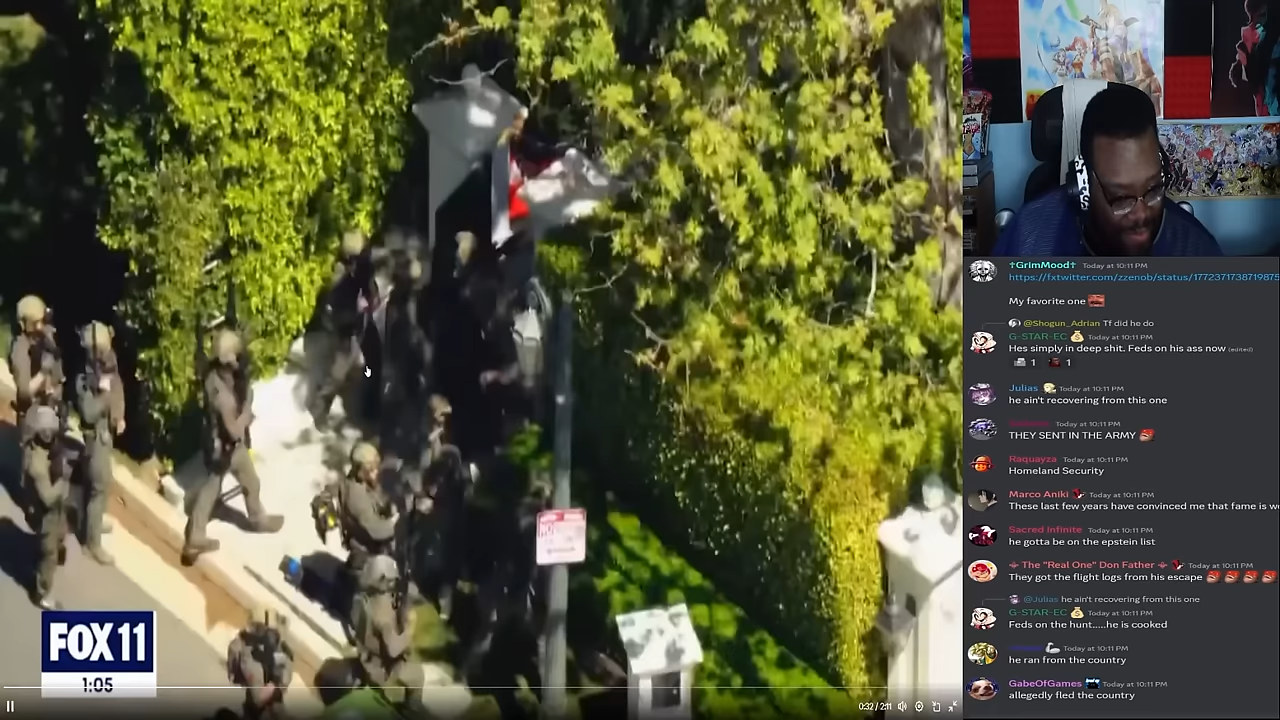 FOX 11
1:05
0:32 / 2:11
†GrimMood† Today at 10:11 PM
https://fxtwitter.com/zzenob/status/1772371738719875
My favorite one
@Shogun_Adrian Tf did he do
G-STAR-EC Today at 10:11 PM
Hes simply in deep shit. Feds on his ass now (edited)
1 1
Julias Today at 10:11 PM
he ain't recovering from this one
Today at 10:11 PM
THEY SENT IN THE ARMY
Raquayza Today at 10:11 PM
Homeland Security
Marco Aniki Today at 10:11 PM
These last few years have convinced me that fame is w
Sacred Infinite Today at 10:11 PM
he gotta be on the epstein list
The "Real One" Don Father Today at 10:11 PM
They got the flight logs from his escape
@Julias he ain't recovering from this one
G-STAR-EC Today at 10:11 PM
Feds on the hunt.....he is cooked
Today at 10:11 PM
he ran from the country
GabeOfGames Today at 10:11 PM
allegedly fled the country